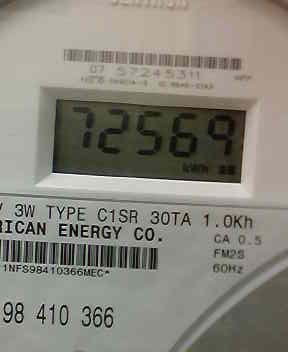 CENTRON
07 57245311
72569
kWh
V 3W TYPE C1SR 30TA 1.0Kh
RICAN ENERGY CO.
CA 0.5
FM2S
60Hz
1NFS98410366MEC*
98 410 366